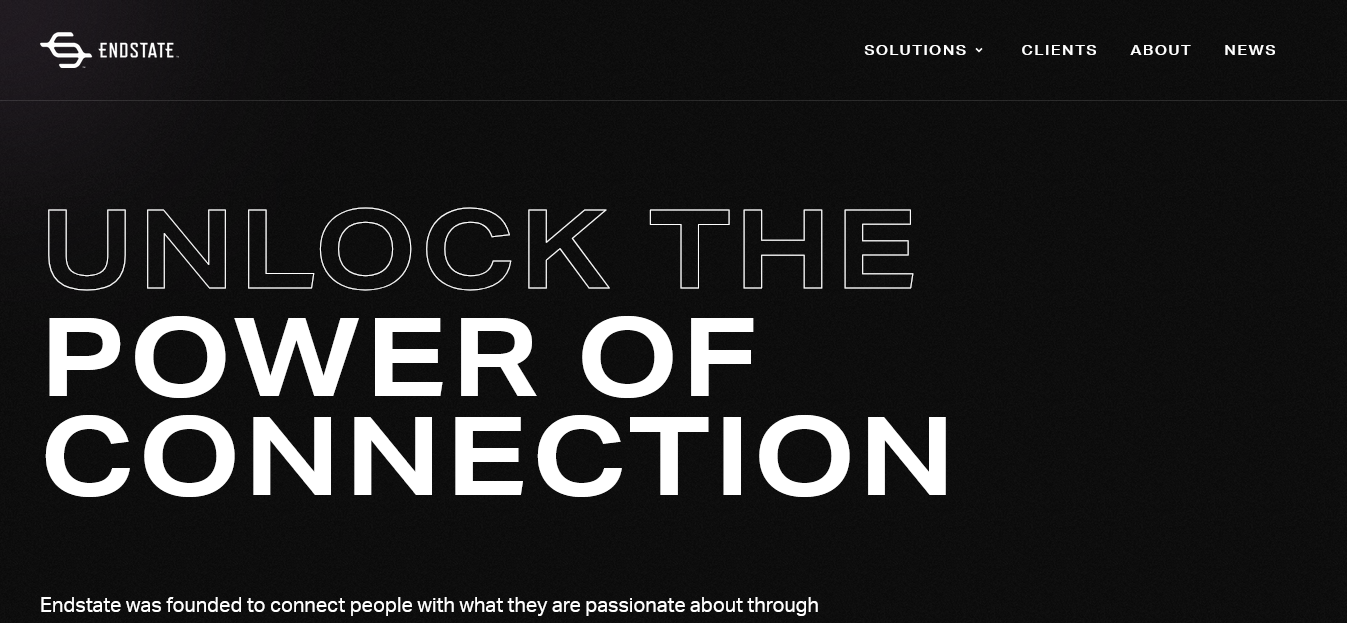 ENDSTATE
SOLUTIONS CLIENTS ABOUT NEWS
UNLOCK THE
POWER OF
CONNECTION
Endstate was founded to connect people with what they are passionate about through